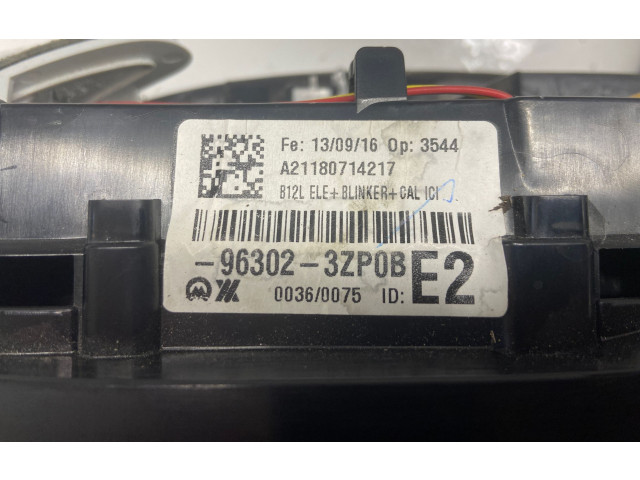 Fe: 13/09/16 Op: 3544
A21180714217
B12L ELE+BLINKER+CAL ICI
-96302-3ZP0B E2
0036/0075 ID: